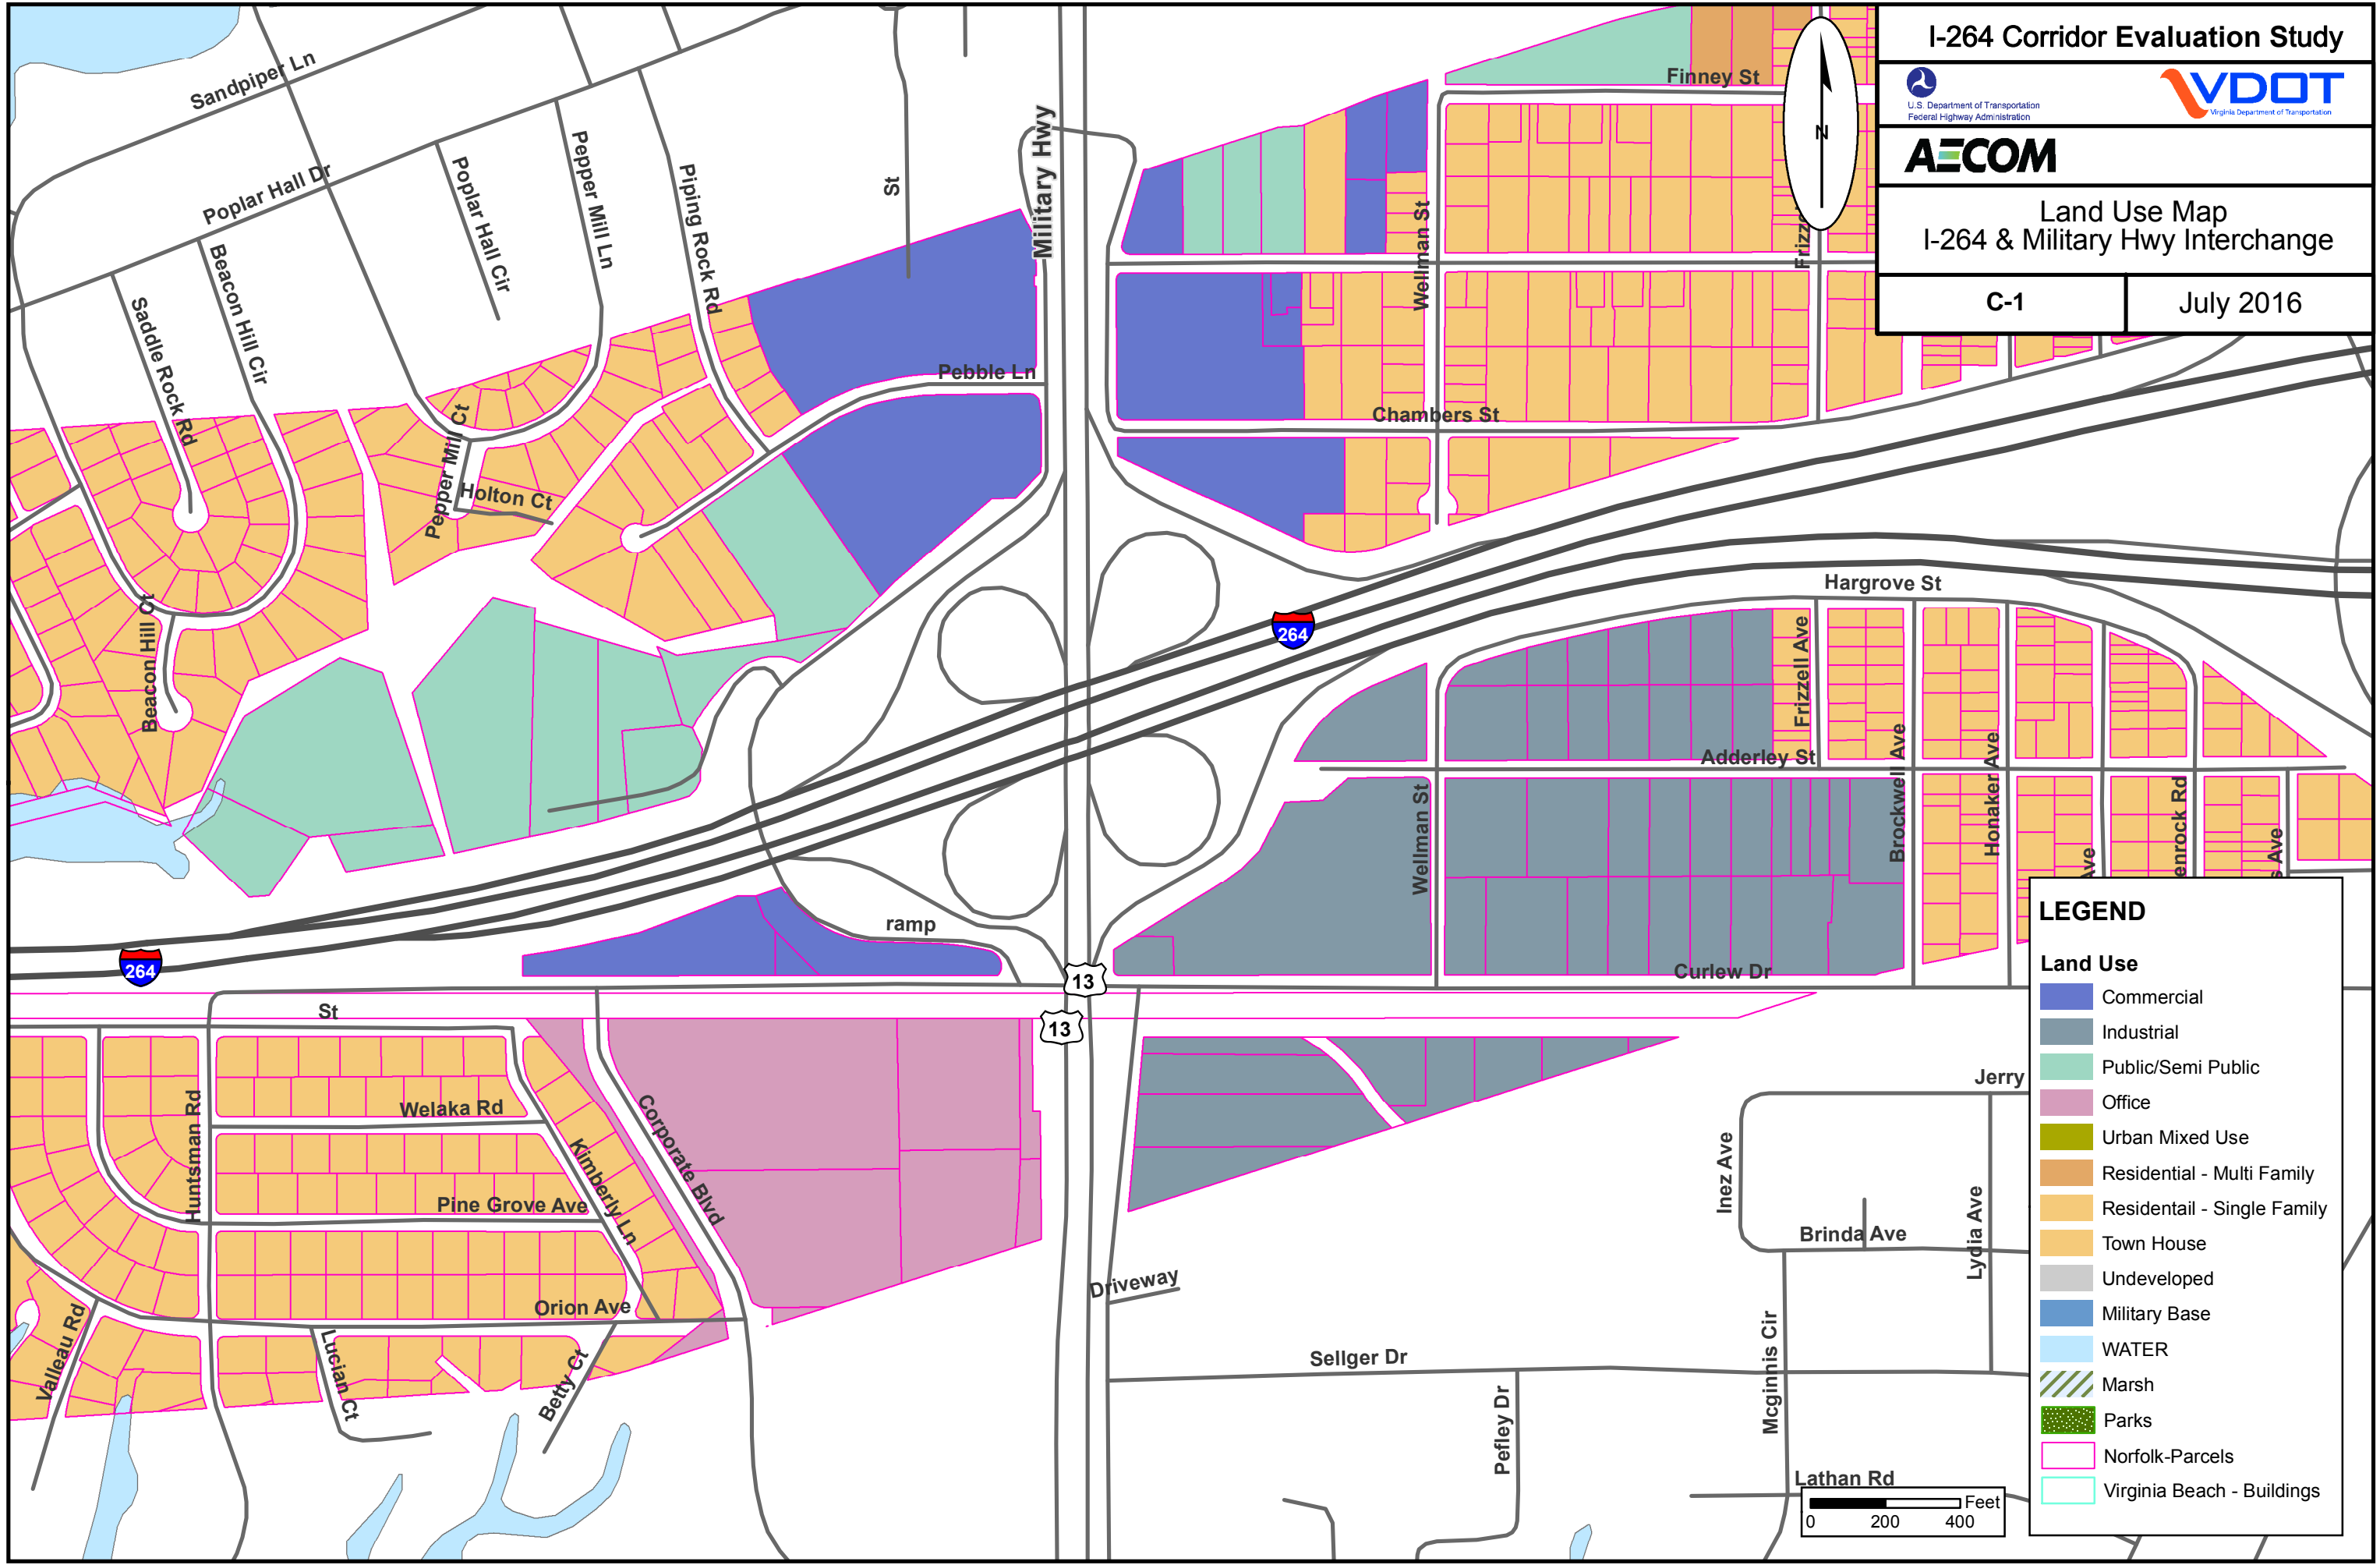 I-264 Corridor Evaluation Study
U.S. Department of Transportation
Federal Highway Administration
VDOT
Virginia Department of Transportation
AECOM
Land Use Map
I-264 & Military Hwy Interchange
C-1
July 2016
N
Sandpiper Ln
Poplar Hall Dr
Poplar Hall Cir
Pepper Mill Ln
Piping Rock Rd
St
Military Hwy
Finney St
Wellman St
Saddle Rock Rd
Beacon Hill Cir
Pebble Ln
Chambers St
Pepper Mill Ct
Holton Ct
Beacon Hill Ct
264
Hargrove St
Frizzell Ave
Adderley St
Wellman St
Brockwell Ave
Honaker Ave
Ave
enrock Rd
s Ave
ramp
264
13
Curlew Dr
St
13
Huntsman Rd
Welaka Rd
Kimberly Ln
Corporate Blvd
Pine Grove Ave
Orion Ave
Valleau Rd
Lucian Ct
Betty Ct
Driveway
Sellger Dr
Pefley Dr
Inez Ave
Jerry
Brinda Ave
Lydia Ave
Mcginnis Cir
Lathan Rd
Feet
0 200 400
LEGEND
Land Use
Commercial
Industrial
Public/Semi Public
Office
Urban Mixed Use
Residential - Multi Family
Residentail - Single Family
Town House
Undeveloped
Military Base
WATER
Marsh
Parks
Norfolk-Parcels
Virginia Beach - Buildings